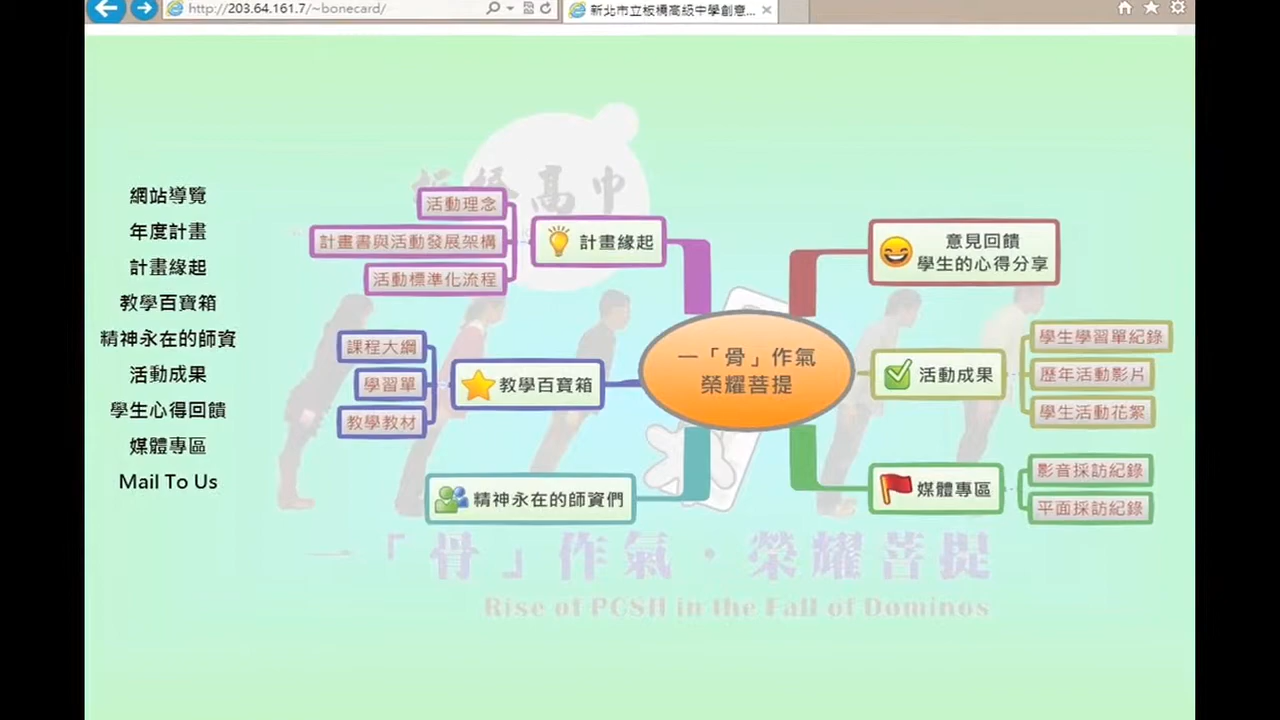 http://203.64.161.7/~bonecard/
新北市立板橋高級中學創意...
網站導覽
年度計畫
計畫緣起
教學百寶箱
精神永在的師資
活動成果
學生心得回饋
媒體專區
Mail To Us
板橋高中
活動理念
計畫書與活動發展架構
活動標準化流程
計畫緣起
課程大綱
學習單
教學教材
教學百寶箱
精神永在的師資們
一「骨」作氣
榮耀菩提
意見回饋
學生的心得分享
活動成果
學生學習單紀錄
歷年活動影片
學生活動花絮
媒體專區
影音採訪紀錄
平面採訪紀錄
一「骨」作氣・榮耀菩提
Rise of PCSH in the Fall of Dominos